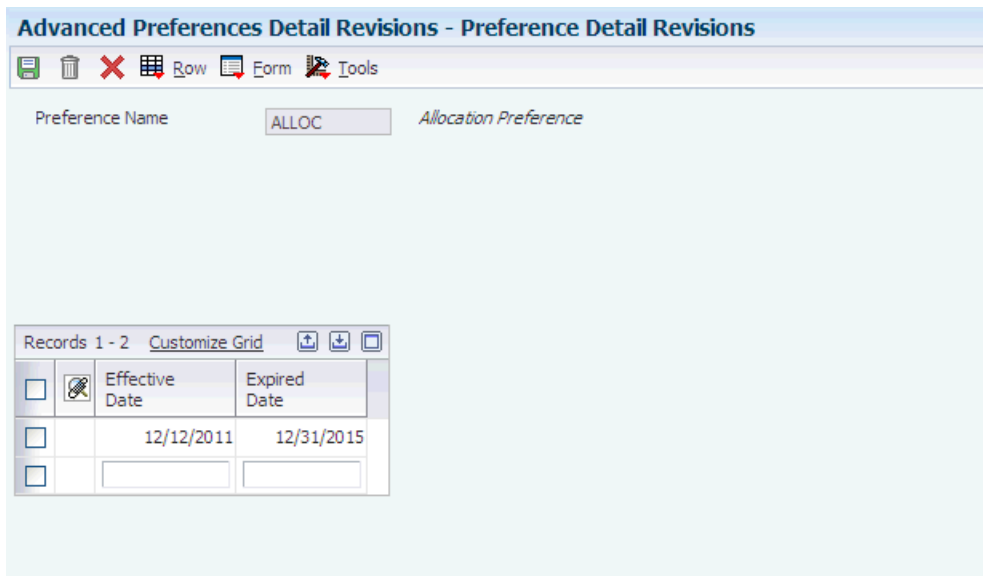 Advanced Preferences Detail Revisions - Preference Detail Revisions
Row Form Tools
Preference Name ALLOC Allocation Preference
Records 1 - 2 Customize Grid
Effective Date Expired Date
12/12/2011 12/31/2015